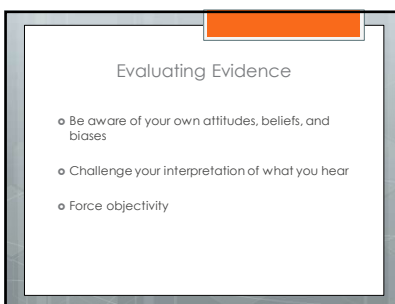 Evaluating Evidence
Be aware of your own attitudes, beliefs, and
biases
Challenge your interpretation of what you hear
Force objectivity